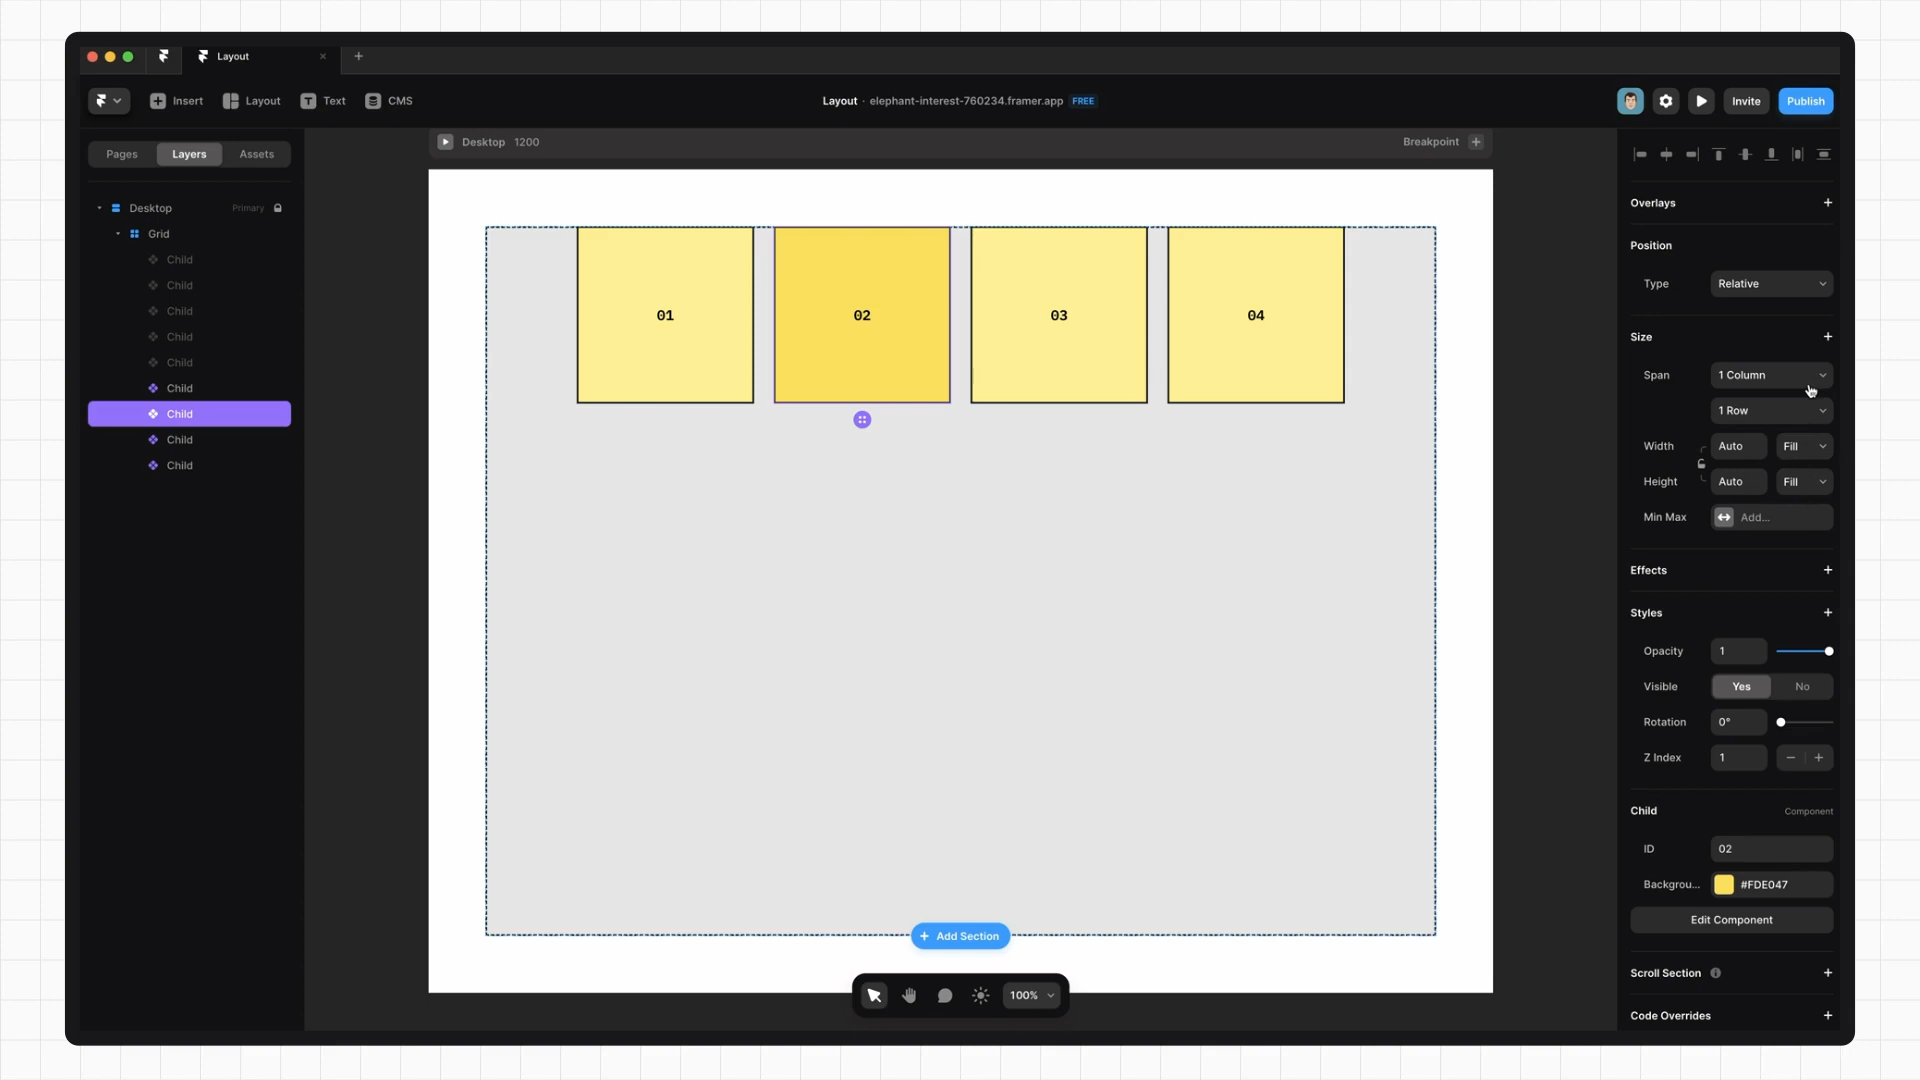 Layout
Insert
Layout
Text
CMS
Layout · elephant-interest-760234.framer.app FREE
Invite
Publish
Pages
Layers
Assets
Desktop
Primary
Grid
Child
Child
Child
Child
Child
Child
Child
Child
Child
Desktop 1200
Breakpoint
01
02
03
04
Add Section
100%
Overlays
Position
Type
Relative
Size
Span
1 Column
1 Row
Width
Auto
Fill
Height
Auto
Fill
Min Max
Add...
Effects
Styles
Opacity
1
Visible
Yes
No
Rotation
0°
Z Index
1
Child
Component
ID
02
Backgrou...
#FDE047
Edit Component
Scroll Section
Code Overrides